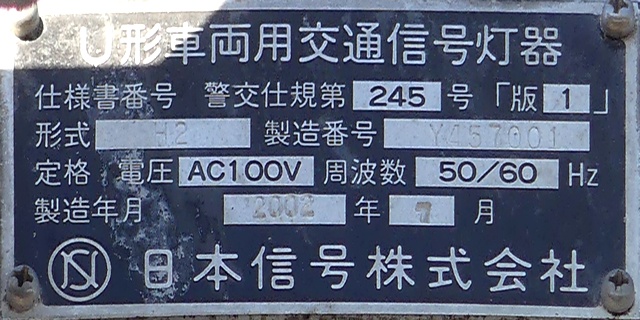 U形車両用交通信号灯器
仕様書番号 警交仕規第 245 号「版 1 」
形式 H2 製造番号 Y457001
定格 電圧 AC100V 周波数 50/60 Hz
製造年月 2002 年 7 月
NS 日本信号株式会社